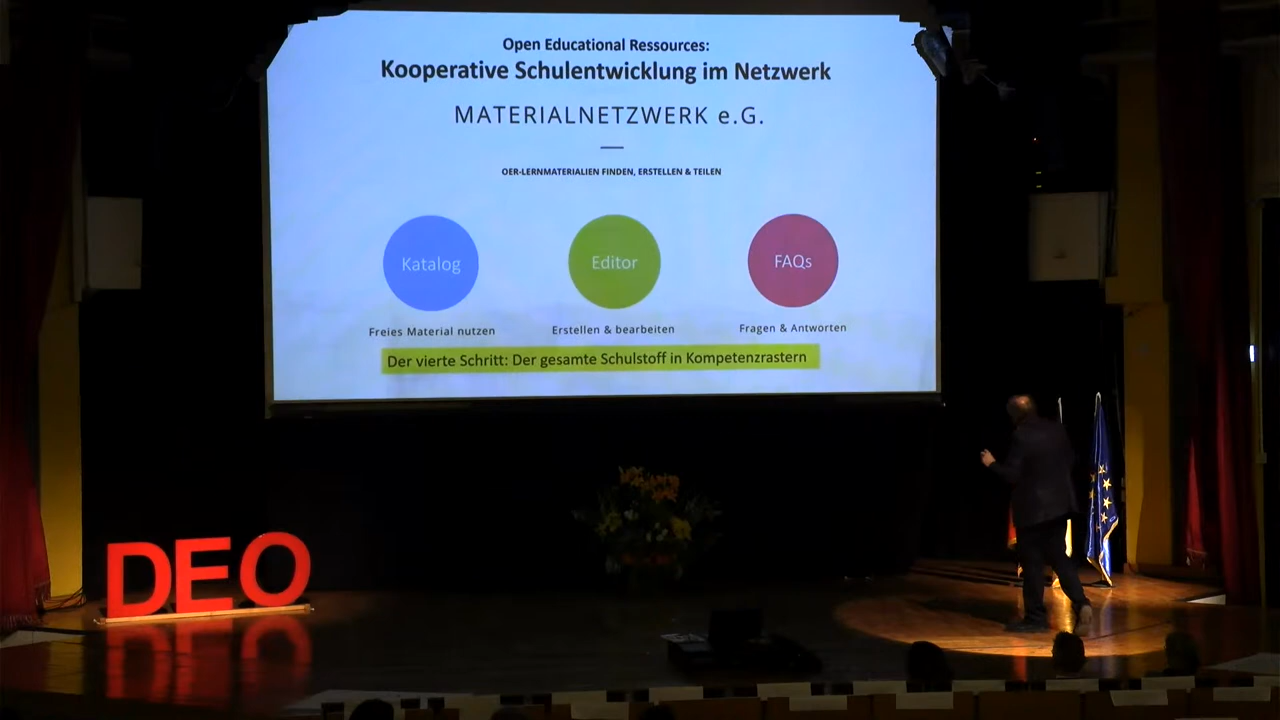 Open Educational Ressources:
Kooperative Schulentwicklung im Netzwerk
MATERIALNETZWERK e.G.
OER-LERNMATERIALIEN FINDEN, ERSTELLEN & TEILEN
Katalog
Editor
FAQs
Freies Material nutzen
Erstellen & bearbeiten
Fragen & Antworten
Der vierte Schritt: Der gesamte Schulstoff in Kompetenzrastern
DEO